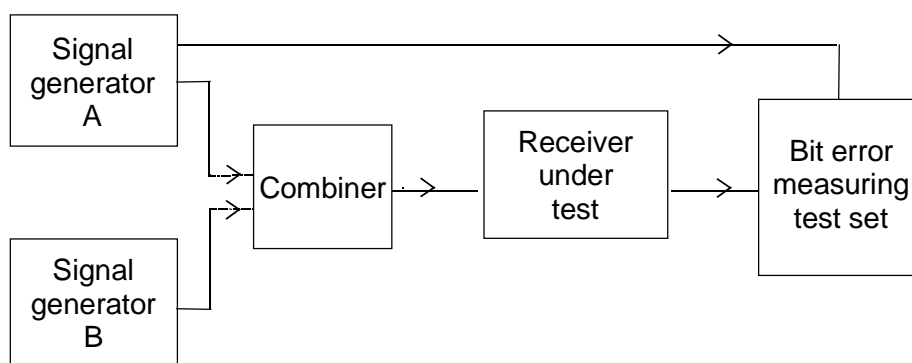 Signal
generator
A
Combiner
Receiver
under
test
Bit error
measuring
test set
Signal
generator
B